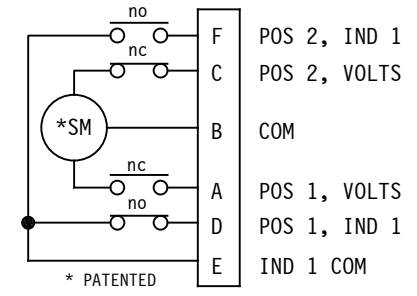 no
F POS 2, IND 1
nc
C POS 2, VOLTS
*SM
B COM
nc
A POS 1, VOLTS
no
D POS 1, IND 1
E IND 1 COM
* PATENTED